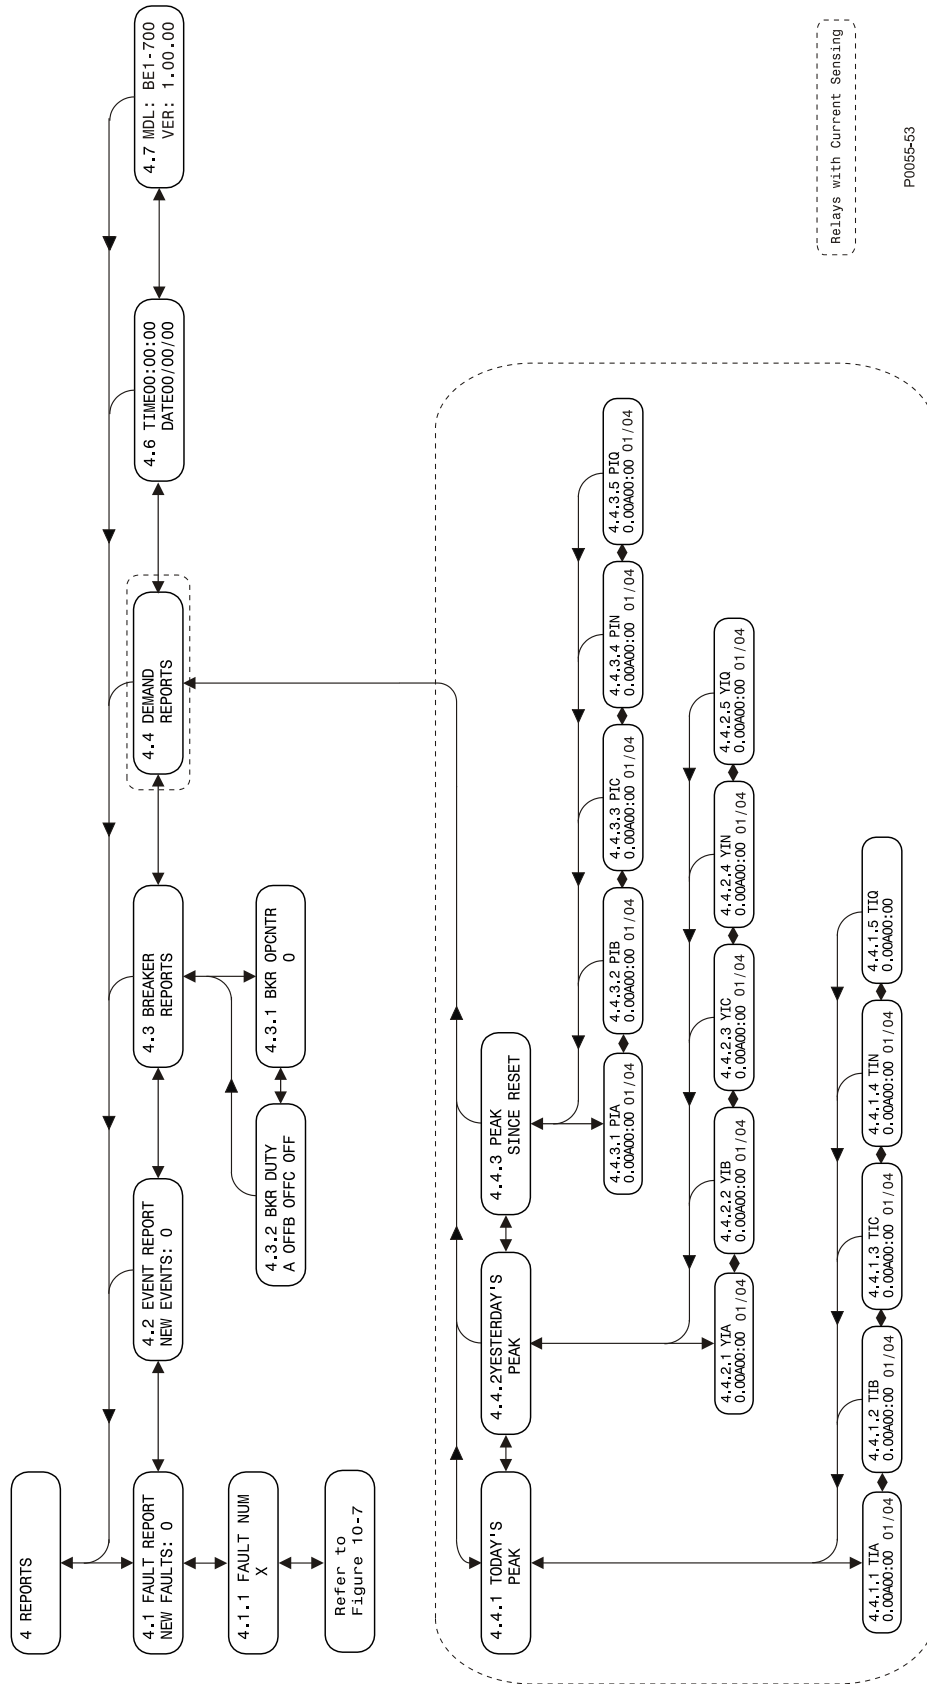 4 REPORTS
4.1 FAULT REPORT
NEW FAULTS: 0
4.2 EVENT REPORT
NEW EVENTS: 0
4.3 BREAKER
REPORTS
4.4 DEMAND
REPORTS
4.6 TIME00:00:00
DATE00/00/00
4.7 MDL: BE1-700
VER: 1.00.00
4.1.1 FAULT NUM
X
Refer to
Figure 10-7
4.3.2 BKR DUTY
A OFFB OFFC OFF
4.3.1 BKR OPCNTR
0
4.4.1 TODAY'S
PEAK
4.4.2YESTERDAY'S
PEAK
4.4.3 PEAK
SINCE RESET
4.4.3.1 PIA
0.00A00:00 01/04
4.4.3.2 PIB
0.00A00:00 01/04
4.4.3.3 PIC
0.00A00:00 01/04
4.4.3.4 PIN
0.00A00:00 01/04
4.4.3.5 PIQ
0.00A00:00 01/04
4.4.2.1 YIA
0.00A00:00 01/04
4.4.2.2 YIB
0.00A00:00 01/04
4.4.2.3 YIC
0.00A00:00 01/04
4.4.2.4 YIN
0.00A00:00 01/04
4.4.2.5 YIQ
0.00A00:00 01/04
4.4.1.1 TIA
0.00A00:00 01/04
4.4.1.2 TIB
0.00A00:00 01/04
4.4.1.3 TIC
0.00A00:00 01/04
4.4.1.4 TIN
0.00A00:00 01/04
4.4.1.5 TIQ
0.00A00:00
Relays with Current Sensing
P0055-53